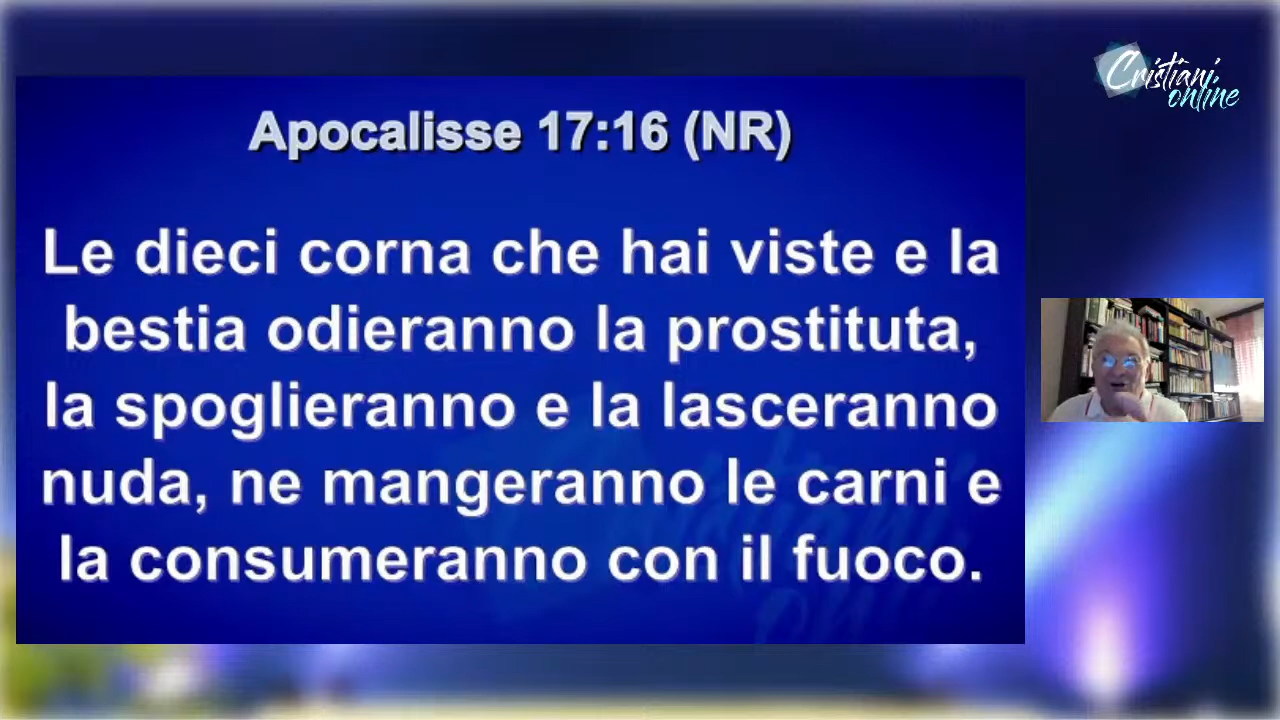 Cristiani
online
Apocalisse 17:16 (NR)
Le dieci corna che hai viste e la
bestia odieranno la prostituta,
la spoglieranno e la lasceranno
nuda, ne mangeranno le carni e
la consumeranno con il fuoco.